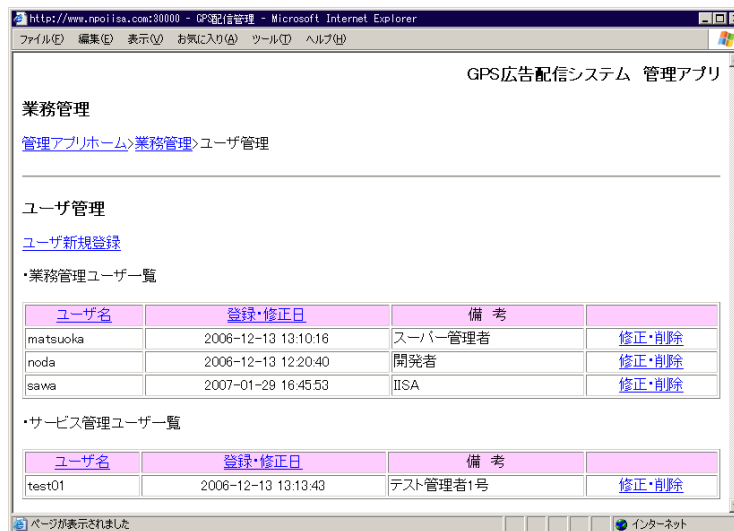 http://www.npoiisa.com:30000 - GPS配信管理 - Microsoft Internet Explorer
ファイル(F) 編集(E) 表示(V) お気に入り(A) ツール(T) ヘルプ(H)
GPS広告配信システム 管理アプリ
業務管理
管理アプリホーム>業務管理>ユーザ管理
ユーザ管理
ユーザ新規登録
・業務管理ユーザ一覧
ユーザ名 登録・修正日 備 考
matsuoka 2006-12-13 13:10:16 スーパー管理者 修正・削除
noda 2006-12-13 12:20:40 開発者 修正・削除
sawa 2007-01-29 16:45:53 IISA 修正・削除
・サービス管理ユーザ一覧
ユーザ名 登録・修正日 備 考
test01 2006-12-13 13:13:43 テスト管理者1号 修正・削除
ページが表示されました インターネット